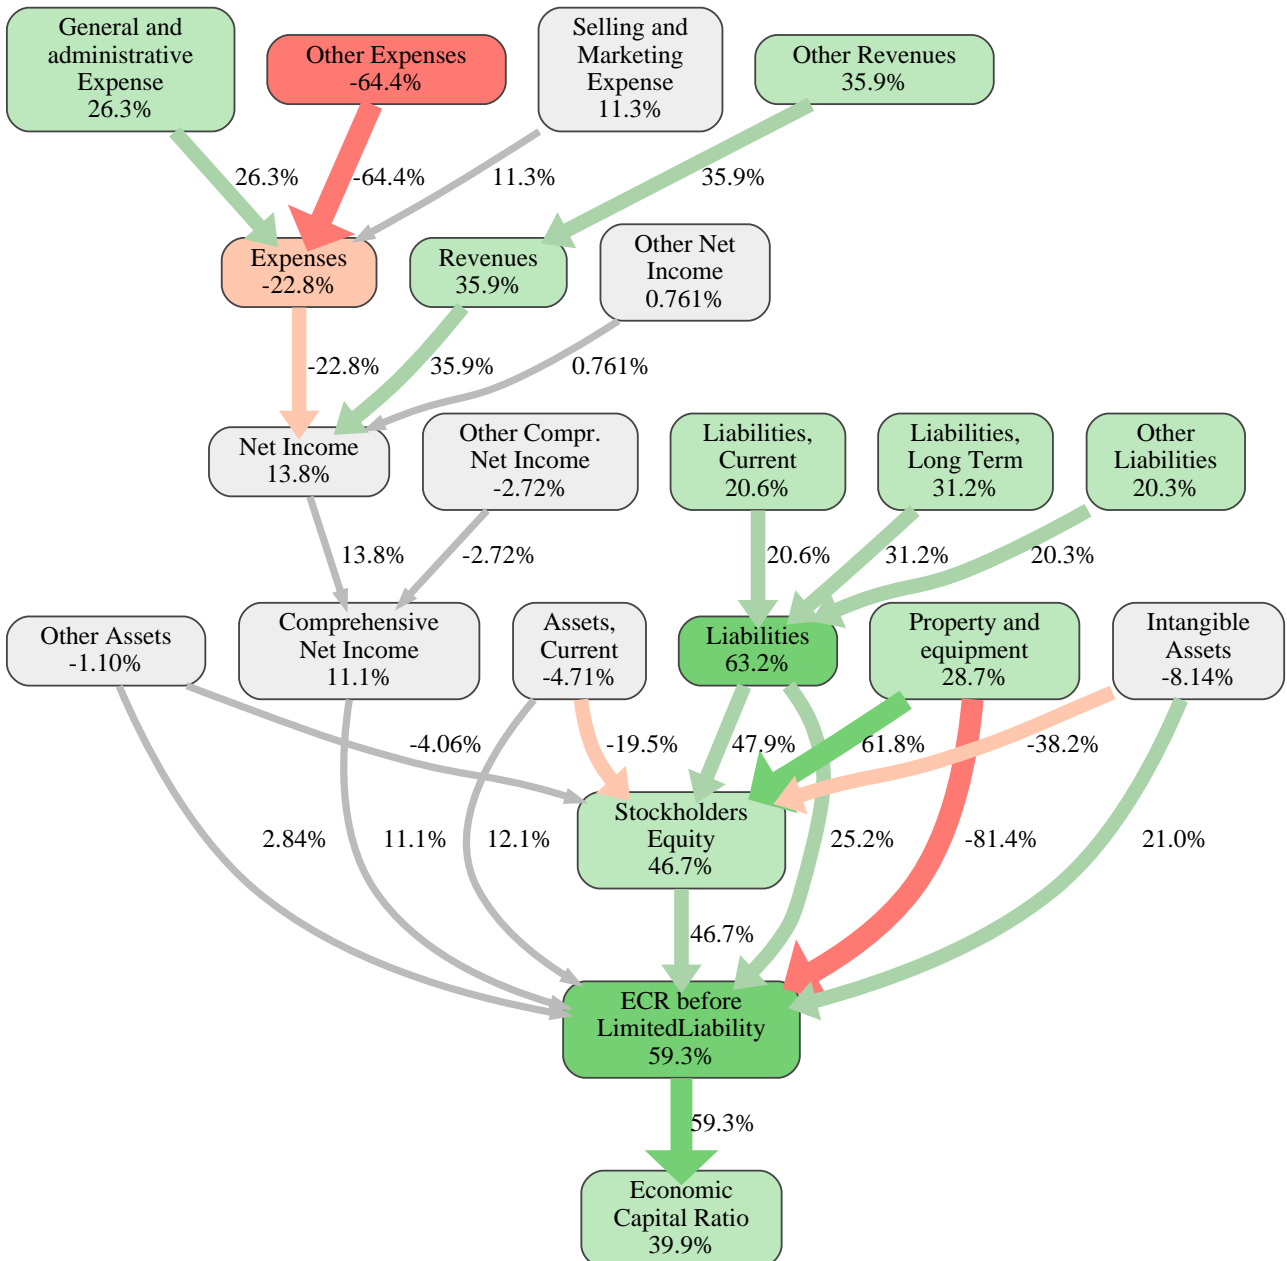 General and
administrative
Expense
26.3%
Other Expenses
-64.4%
Selling and
Marketing
Expense
11.3%
Other Revenues
35.9%
26.3%
-64.4%
11.3%
35.9%
Expenses
-22.8%
Revenues
35.9%
Other Net
Income
0.761%
-22.8%
35.9%
0.761%
Net Income
13.8%
Other Compr.
Net Income
-2.72%
Liabilities,
Current
20.6%
Liabilities,
Long Term
31.2%
Other
Liabilities
20.3%
13.8%
-2.72%
20.6%
31.2%
20.3%
Other Assets
-1.10%
Comprehensive
Net Income
11.1%
Assets,
Current
-4.71%
Liabilities
63.2%
Property and
equipment
28.7%
Intangible
Assets
-8.14%
-4.06%
-19.5%
47.9%
61.8%
-38.2%
2.84%
11.1%
12.1%
Stockholders
Equity
46.7%
25.2%
-81.4%
21.0%
46.7%
ECR before
LimitedLiability
59.3%
59.3%
Economic
Capital Ratio
39.9%